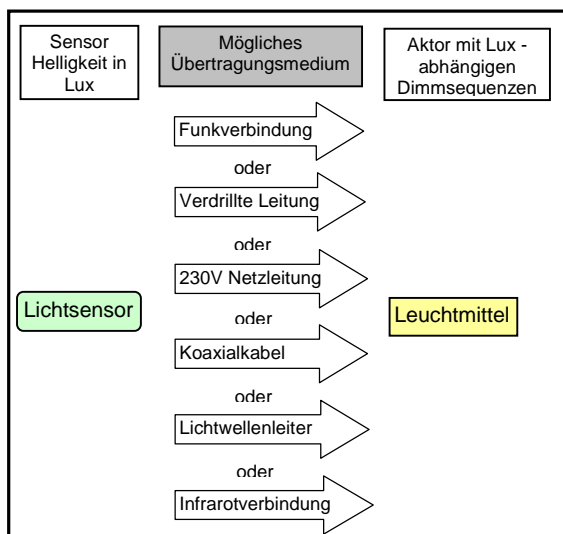 Sensor
Helligkeit in
Lux
Mögliches
Übertragungsmedium
Aktor mit Lux -
abhängigen
Dimmsequenzen
Funkverbindung
oder
Verdrillte Leitung
oder
230V Netzleitung
Lichtsensor
oder
Leuchtmittel
Koaxialkabel
oder
Lichtwellenleiter
oder
Infrarotverbindung